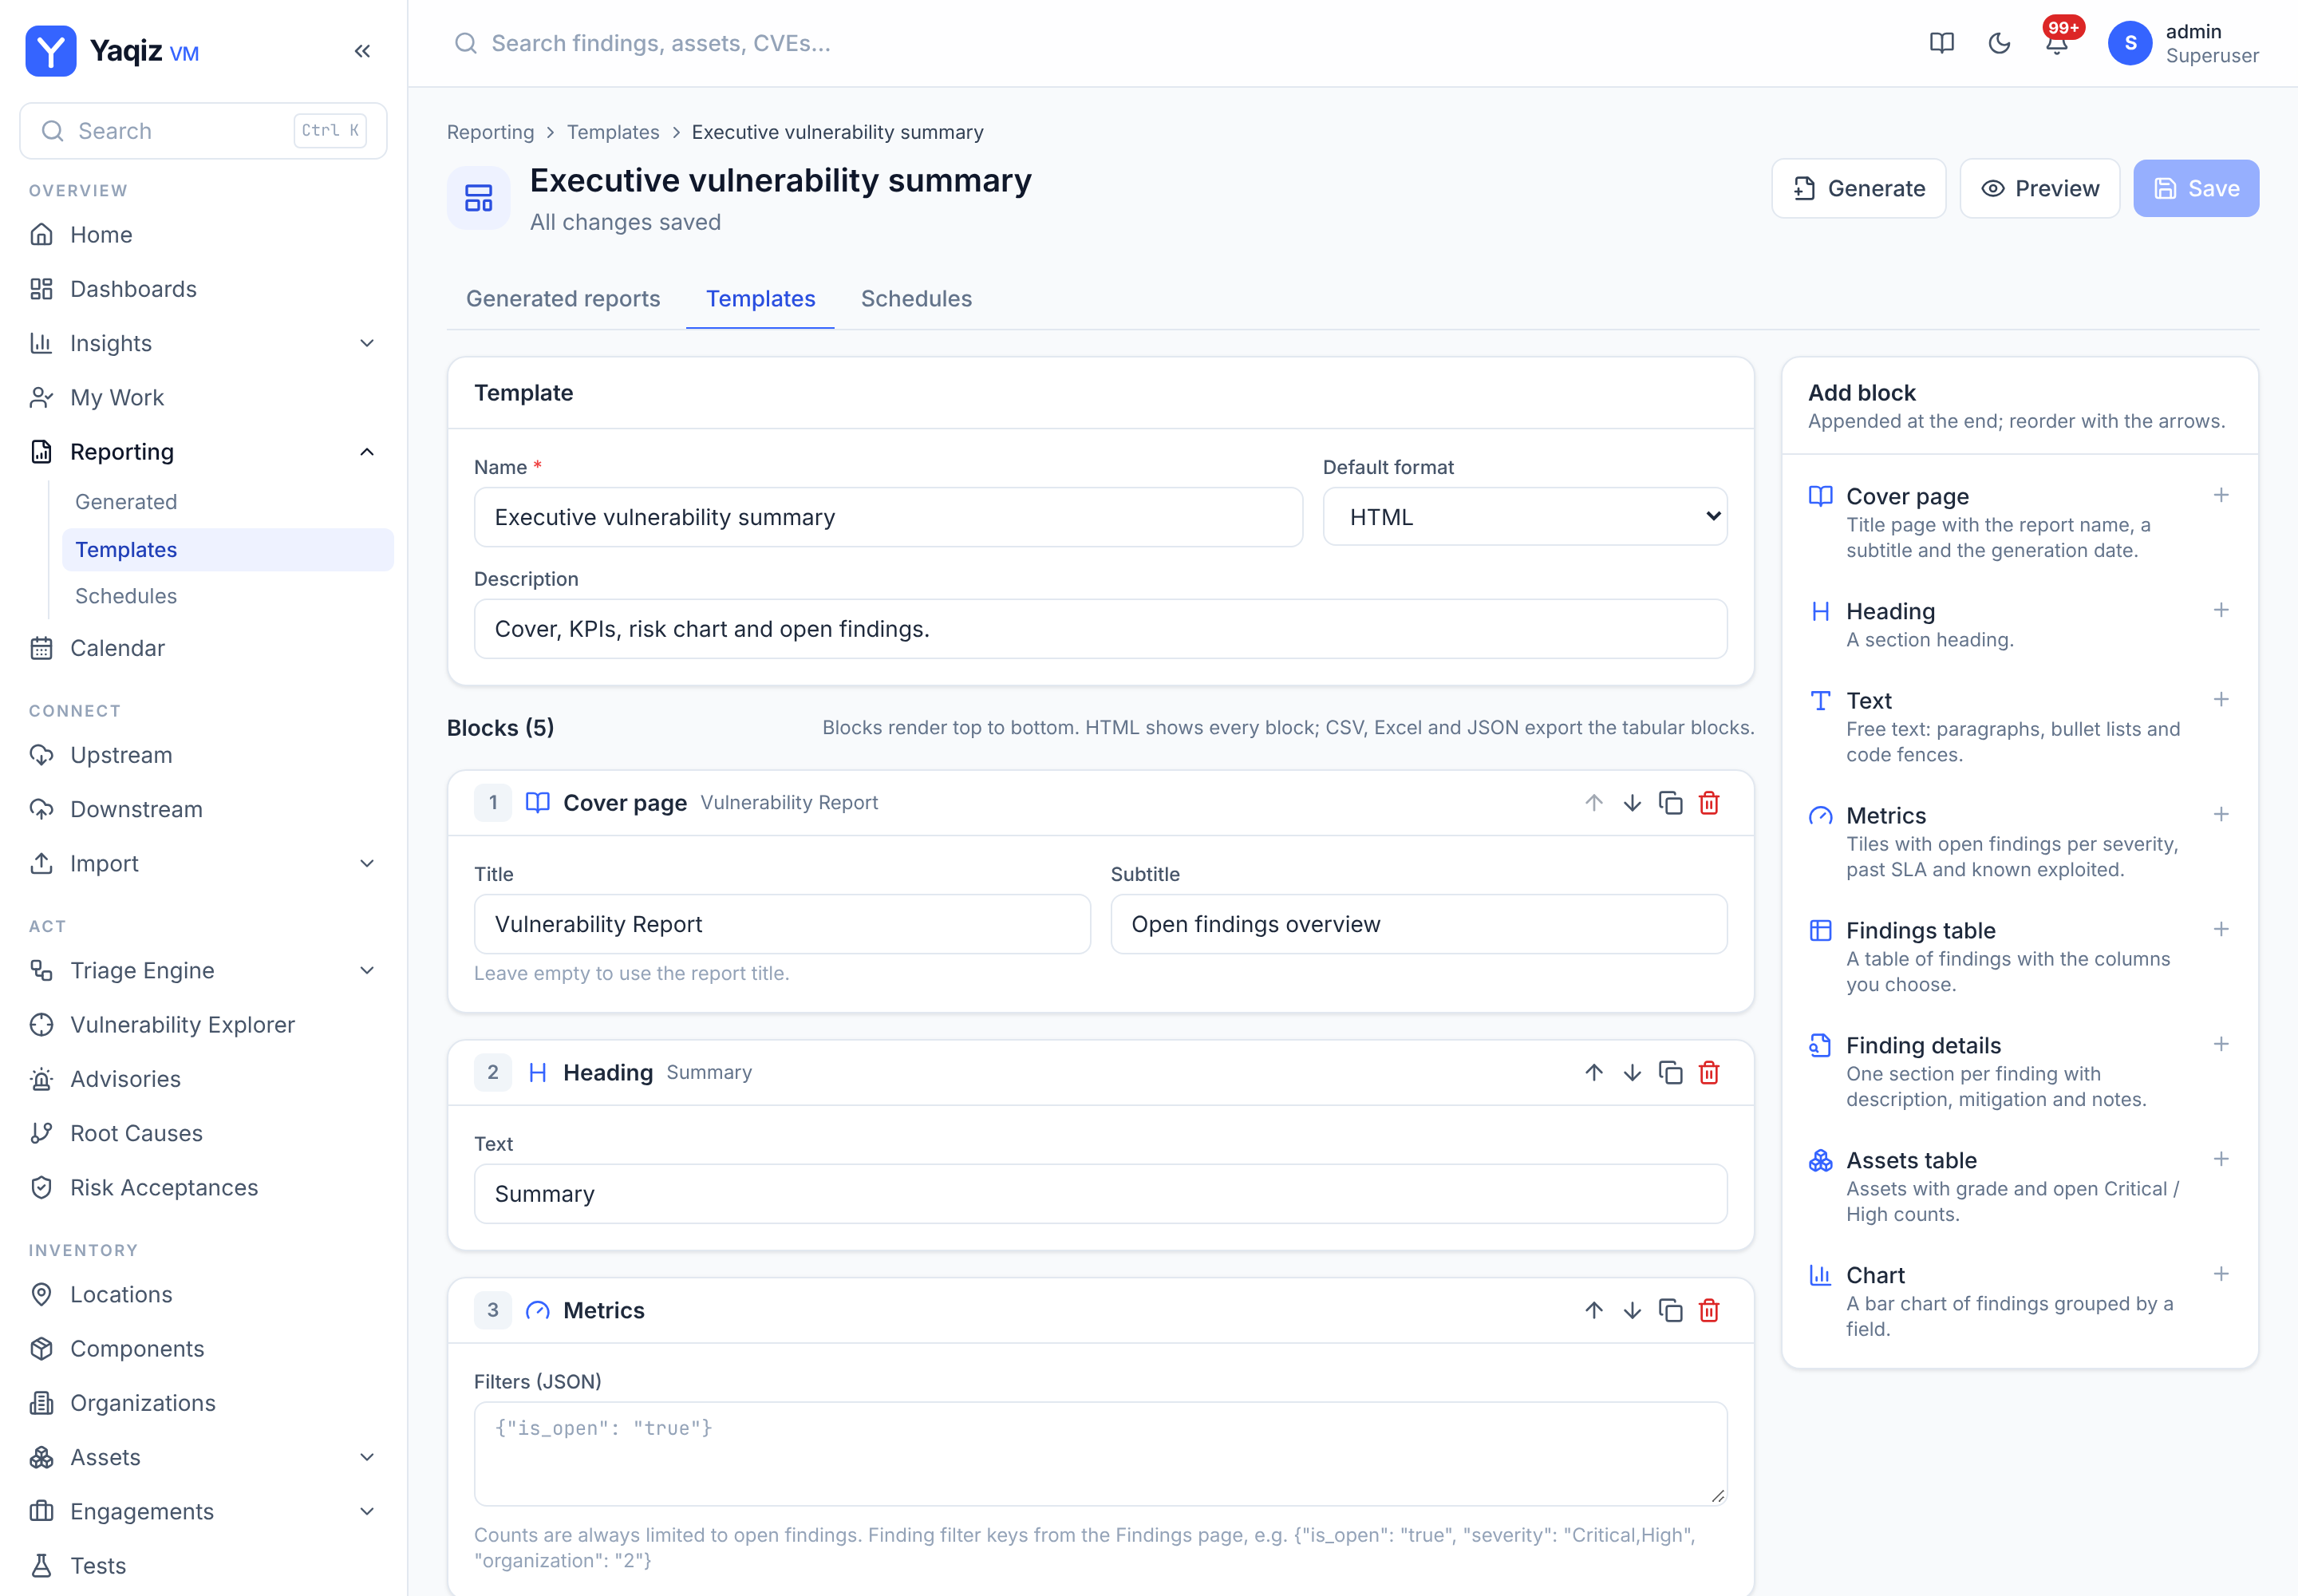 Yaqiz VM
Search
Ctrl K
OVERVIEW
Home
Dashboards
Insights
My Work
Reporting
Generated
Templates
Schedules
Calendar
CONNECT
Upstream
Downstream
Import
ACT
Triage Engine
Vulnerability Explorer
Advisories
Root Causes
Risk Acceptances
INVENTORY
Locations
Components
Organizations
Assets
Engagements
Tests
Search findings, assets, CVEs...
99+
S
admin
Superuser
Reporting > Templates > Executive vulnerability summary
Executive vulnerability summary
All changes saved
Generate
Preview
Save
Generated reports
Templates
Schedules
Template
Name *
Executive vulnerability summary
Default format
HTML
Description
Cover, KPIs, risk chart and open findings.
Blocks (5)
Blocks render top to bottom. HTML shows every block; CSV, Excel and JSON export the tabular blocks.
1 Cover page Vulnerability Report
Title
Vulnerability Report
Leave empty to use the report title.
Subtitle
Open findings overview
2 Heading Summary
Text
Summary
3 Metrics
Filters (JSON)
{"is_open": "true"}
Counts are always limited to open findings. Finding filter keys from the Findings page, e.g. {"is_open": "true", "severity": "Critical,High",
"organization": "2"}
Add block
Appended at the end; reorder with the arrows.
Cover page
Title page with the report name, a
subtitle and the generation date.
Heading
A section heading.
Text
Free text: paragraphs, bullet lists and
code fences.
Metrics
Tiles with open findings per severity,
past SLA and known exploited.
Findings table
A table of findings with the columns
you choose.
Finding details
One section per finding with
description, mitigation and notes.
Assets table
Assets with grade and open Critical /
High counts.
Chart
A bar chart of findings grouped by a
field.